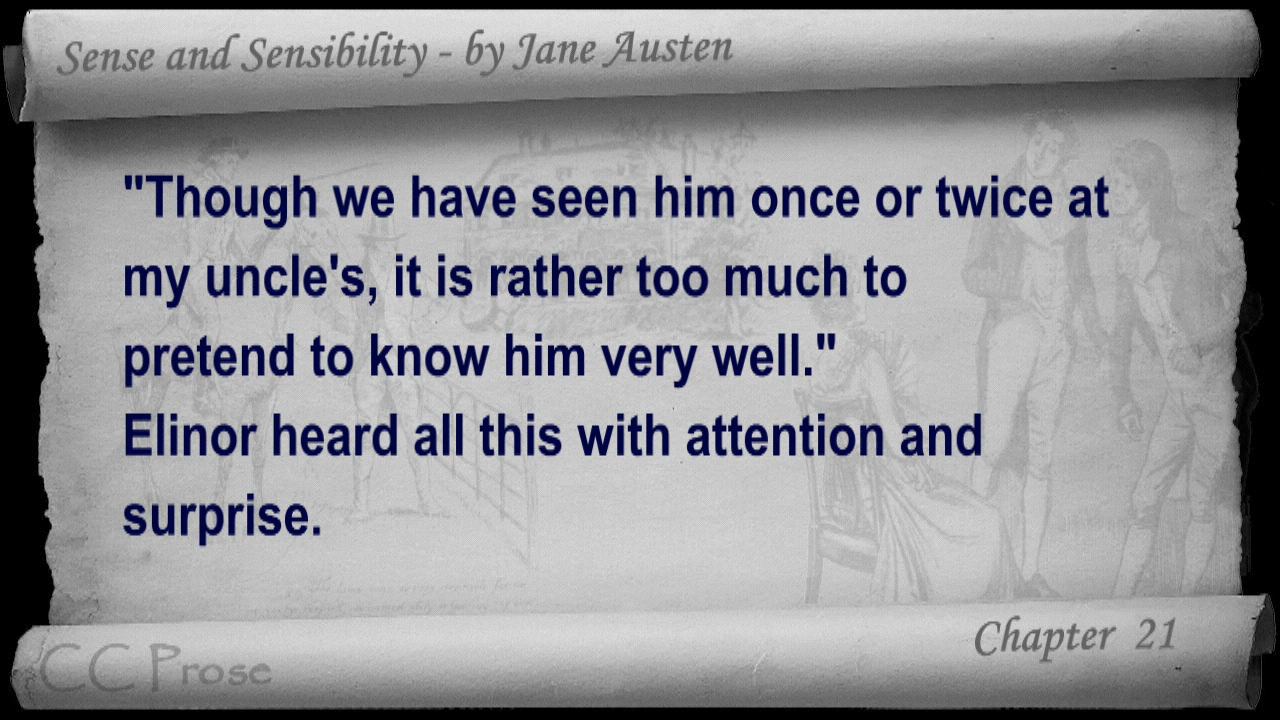 Sense and Sensibility - by Jane Austen
"Though we have seen him once or twice at
my uncle's, it is rather too much to
pretend to know him very well."
Elinor heard all this with attention and
surprise.
Chapter 21
CC Prose